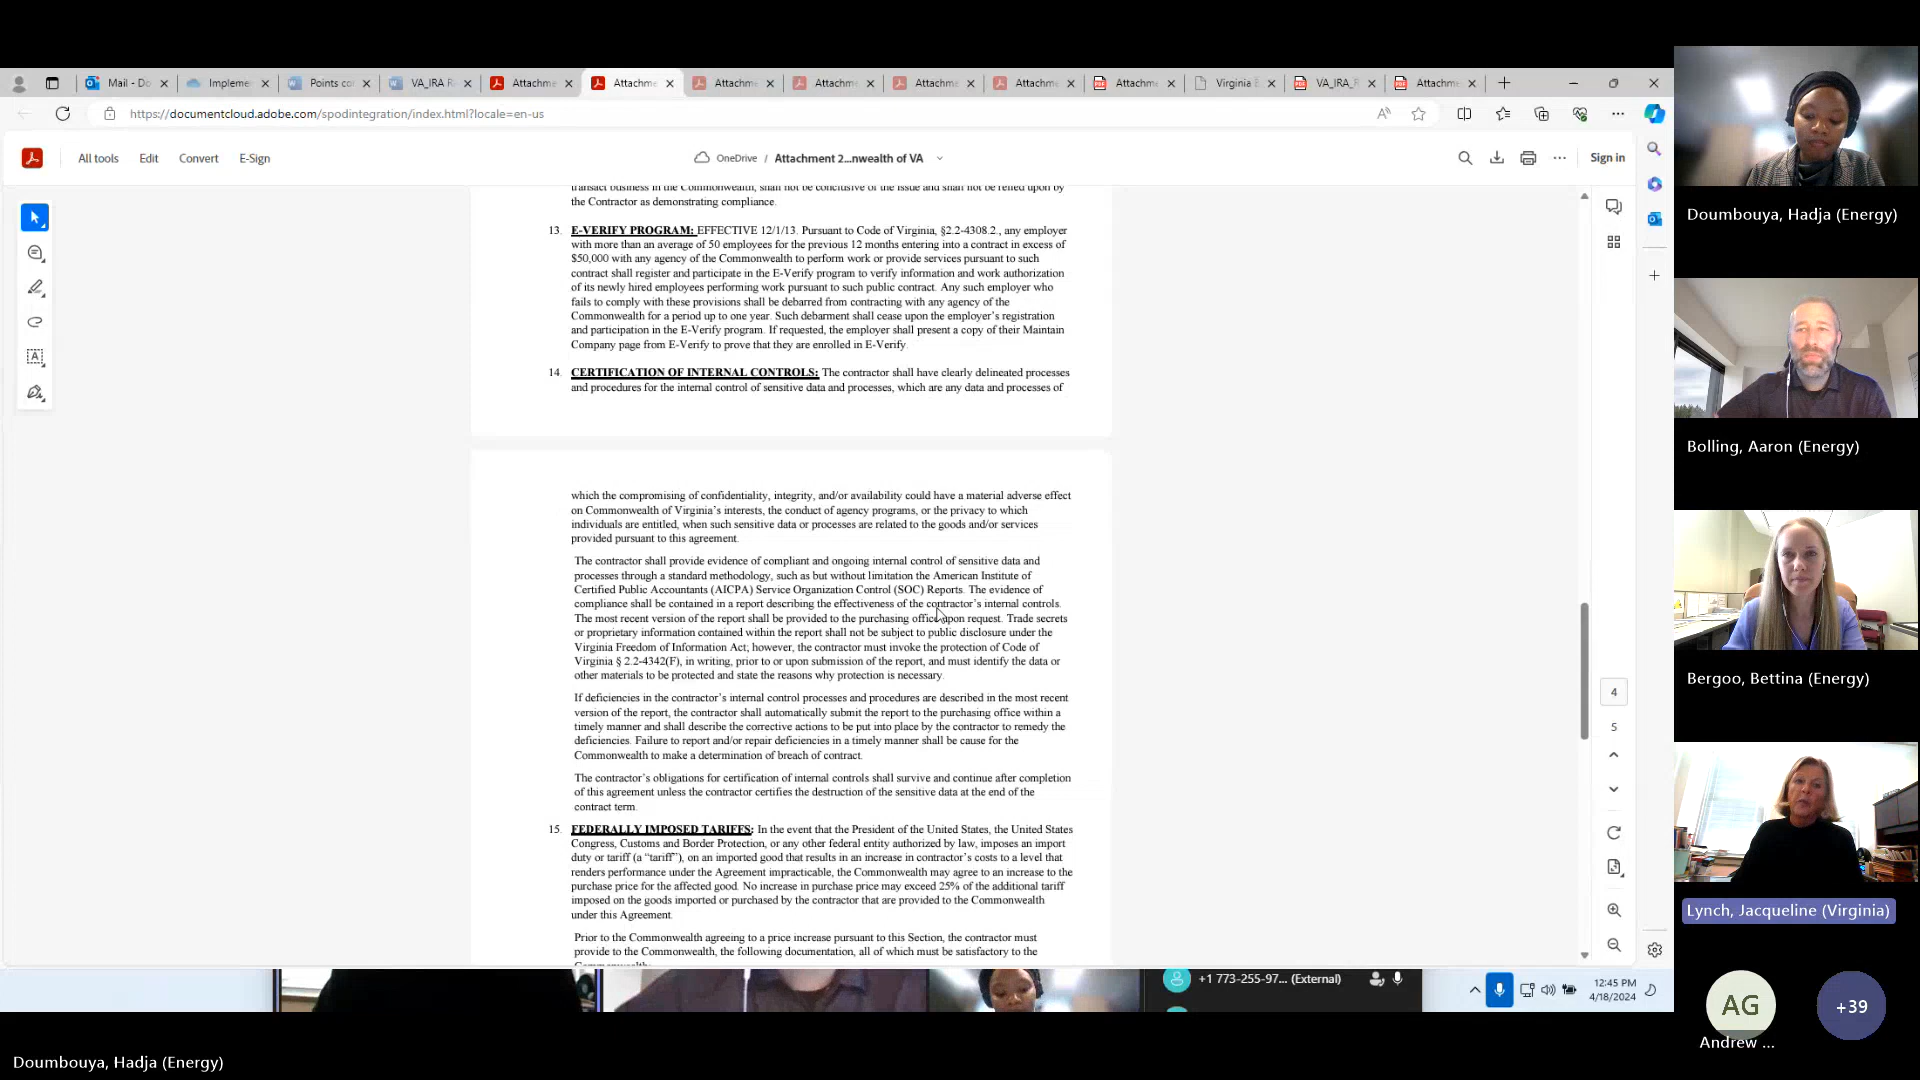 Mail - Do
Impleme
Points co
VA_IRA R
Attachme
Attachme
Attachme
Attachme
Attachme
Attachme
Attachme
Virginia E
VA_IRA_F
Attachme
https://documentcloud.adobe.com/spodintegration/index.html?locale=en-us
All tools
Edit
Convert
E-Sign
OneDrive / Attachment 2...nwealth of VA
Sign in
transact business in the Commonwealth, shall not be conclusive of the issue and shall not be relied upon by
the Contractor as demonstrating compliance.
13. E-VERIFY PROGRAM: EFFECTIVE 12/1/13. Pursuant to Code of Virginia, §2.2-4308.2., any employer
with more than an average of 50 employees for the previous 12 months entering into a contract in excess of
$50,000 with any agency of the Commonwealth to perform work or provide services pursuant to such
contract shall register and participate in the E-Verify program to verify information and work authorization
of its newly hired employees performing work pursuant to such public contract. Any such employer who
fails to comply with these provisions shall be debarred from contracting with any agency of the
Commonwealth for a period up to one year. Such debarment shall cease upon the employer's registration
and participation in the E-Verify program. If requested, the employer shall present a copy of their Maintain
Company page from E-Verify to prove that they are enrolled in E-Verify.
14. CERTIFICATION OF INTERNAL CONTROLS: The contractor shall have clearly delineated processes
and procedures for the internal control of sensitive data and processes, which are any data and processes of
which the compromising of confidentiality, integrity, and/or availability could have a material adverse effect
on Commonwealth of Virginia's interests, the conduct of agency programs, or the privacy to which
individuals are entitled, when such sensitive data or processes are related to the goods and/or services
provided pursuant to this agreement.
The contractor shall provide evidence of compliant and ongoing internal control of sensitive data and
processes through a standard methodology, such as but without limitation the American Institute of
Certified Public Accountants (AICPA) Service Organization Control (SOC) Reports. The evidence of
compliance shall be contained in a report describing the effectiveness of the contractor's internal controls.
The most recent version of the report shall be provided to the purchasing office upon request. Trade secrets
or proprietary information contained within the report shall not be subject to public disclosure under the
Virginia Freedom of Information Act; however, the contractor must invoke the protection of Code of
Virginia § 2.2-4342(F), in writing, prior to or upon submission of the report, and must identify the data or
other materials to be protected and state the reasons why protection is necessary.
If deficiencies in the contractor's internal control processes and procedures are described in the most recent
version of the report, the contractor shall automatically submit the report to the purchasing office within a
timely manner and shall describe the corrective actions to be put into place by the contractor to remedy the
deficiencies. Failure to report and/or repair deficiencies in a timely manner shall be cause for the
Commonwealth to make a determination of breach of contract.
The contractor's obligations for certification of internal controls shall survive and continue after completion
of this agreement unless the contractor certifies the destruction of the sensitive data at the end of the
contract term.
15. FEDERALLY IMPOSED TARIFFS: In the event that the President of the United States, the United States
Congress, Customs and Border Protection, or any other federal entity authorized by law, imposes an import
duty or tariff (a "tariff"), on an imported good that results in an increase in contractor's costs to a level that
renders performance under the Agreement impracticable, the Commonwealth may agree to an increase to the
purchase price for the affected good. No increase in purchase price may exceed 25% of the additional tariff
imposed on the goods imported or purchased by the contractor that are provided to the Commonwealth
under this Agreement.
Prior to the Commonwealth agreeing to a price increase pursuant to this Section, the contractor must
provide to the Commonwealth, the following documentation, all of which must be satisfactory to the
Commonwealth:
4
5
+1 773-255-97... (External)
12:45 PM
4/18/2024
Doumbouya, Hadja (Energy)
Bolling, Aaron (Energy)
Bergoo, Bettina (Energy)
Lynch, Jacqueline (Virginia)
AG
+39
Andrew ...
Doumbouya, Hadja (Energy)